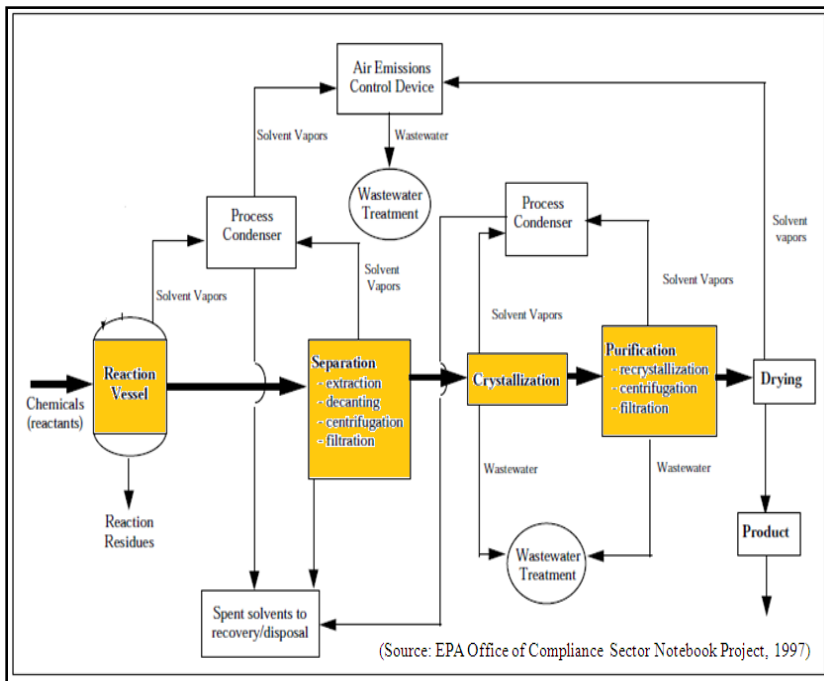 Air Emissions
Control Device
Solvent Vapors
Wastewater
Wastewater
Treatment
Process
Condenser
Process
Condenser
Solvent
vapors
Solvent
Vapors
Solvent Vapors
Solvent Vapors
Solvent Vapors
Reaction
Vessel
Separation
- extraction
- decanting
- centrifugation
- filtration
Crystallization
Purification
- recrystallization
- centrifugation
- filtration
Drying
Chemicals
(reactants)
Wastewater
Wastewater
Reaction
Residues
Product
Wastewater
Treatment
Spent solvents to
recovery/disposal
(Source: EPA Office of Compliance Sector Notebook Project, 1997)